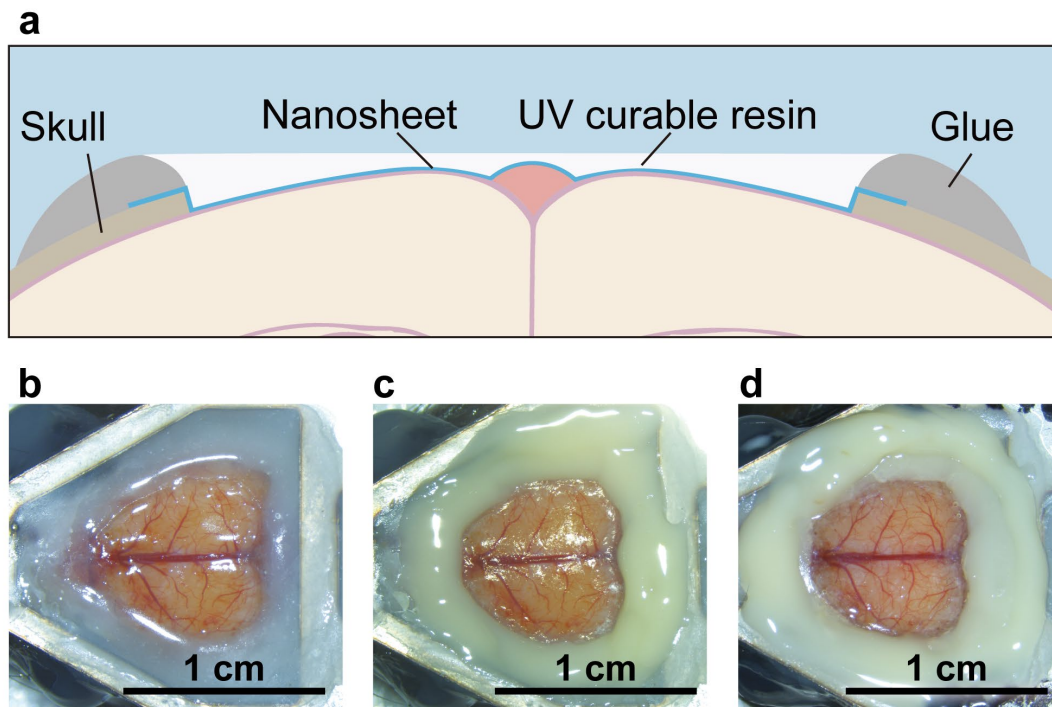 a
Nanosheet UV curable resin
Skull Glue
b c d
1 cm 1 cm 1 cm